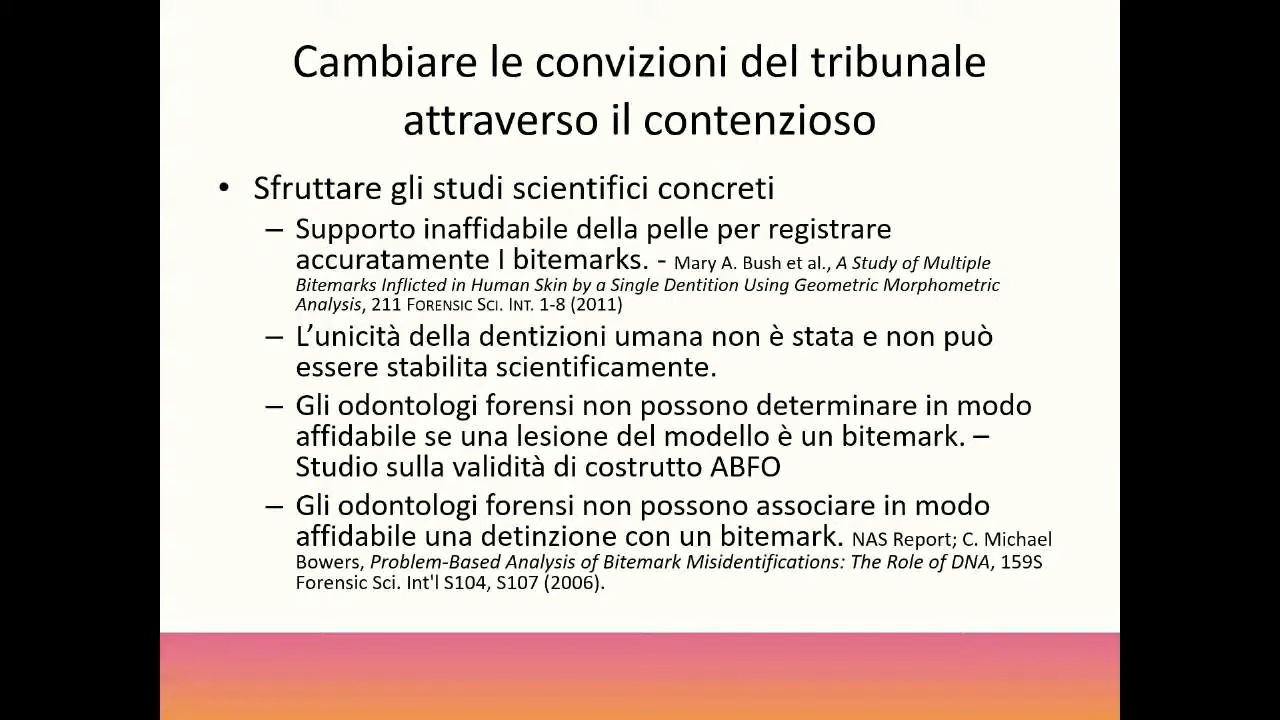 Cambiare le convizioni del tribunale
attraverso il contenzioso
• Sfruttare gli studi scientifici concreti
– Supporto inaffidabile della pelle per registrare
accuratamente I bitemarks. - Mary A. Bush et al., A Study of Multiple
Bitemarks Inflicted in Human Skin by a Single Dentition Using Geometric Morphometric
Analysis, 211 FORENSIC SCI. INT. 1-8 (2011)
– L’unicità della dentizioni umana non è stata e non può
essere stabilita scientificamente.
– Gli odontologi forensi non possono determinare in modo
affidabile se una lesione del modello è un bitemark. –
Studio sulla validità di costrutto ABFO
– Gli odontologi forensi non possono associare in modo
affidabile una detinzione con un bitemark. NAS Report; C. Michael
Bowers, Problem-Based Analysis of Bitemark Misidentifications: The Role of DNA, 159S
Forensic Sci. Int'l S104, S107 (2006).